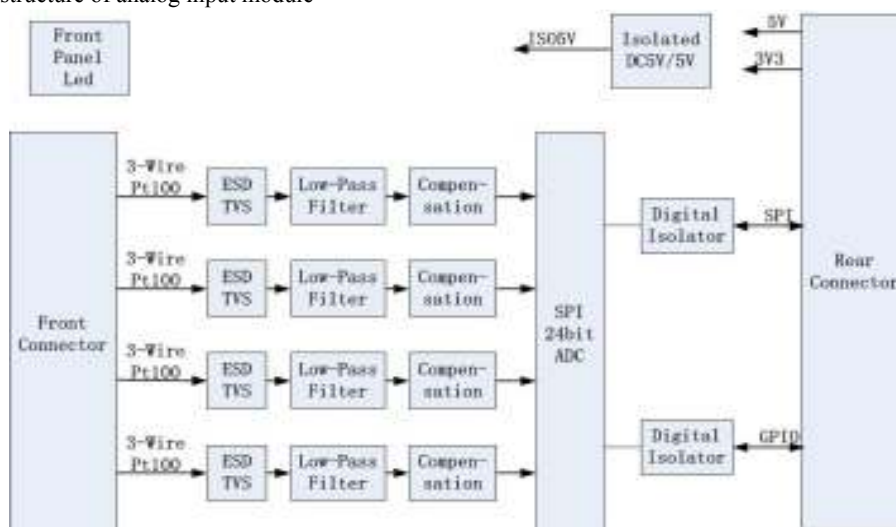 structure of analog input module
Front
Panel
Led
ISO5V
Isolated
DC5V/5V
5V
3V3
Front
Connector
3-Wire
Pt100
ESD
TVS
Low-Pass
Filter
Compen-
sation
3-Wire
Pt100
ESD
TVS
Low-Pass
Filter
Compen-
sation
3-Wire
Pt100
ESD
TVS
Low-Pass
Filter
Compen-
sation
3-Wire
Pt100
ESD
TVS
Low-Pass
Filter
Compen-
sation
SPI
24bit
ADC
Digital
Isolator
SPI
Digital
Isolator
GPIO
Rear
Connector